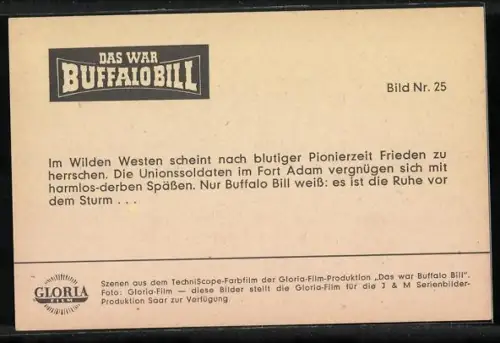 DAS WAR
BUFFALO BILL
Bild Nr. 25
Im Wilden Westen scheint nach blutiger Pionierzeit Frieden zu
herrschen. Die Unionssoldaten im Fort Adam vergnügen sich mit
harmlos-derben Späßen. Nur Buffalo Bill weiß: es ist die Ruhe vor
dem Sturm . . .
GLORIA
FILM
Szenen aus dem TechniScope-Farbfilm der Gloria-Film-Produktion „Das war Buffalo Bill".
Foto: Gloria-Film — diese Bilder stellt die Gloria-Film für die J & M Serienbilder-
Produktion Saar zur Verfügung